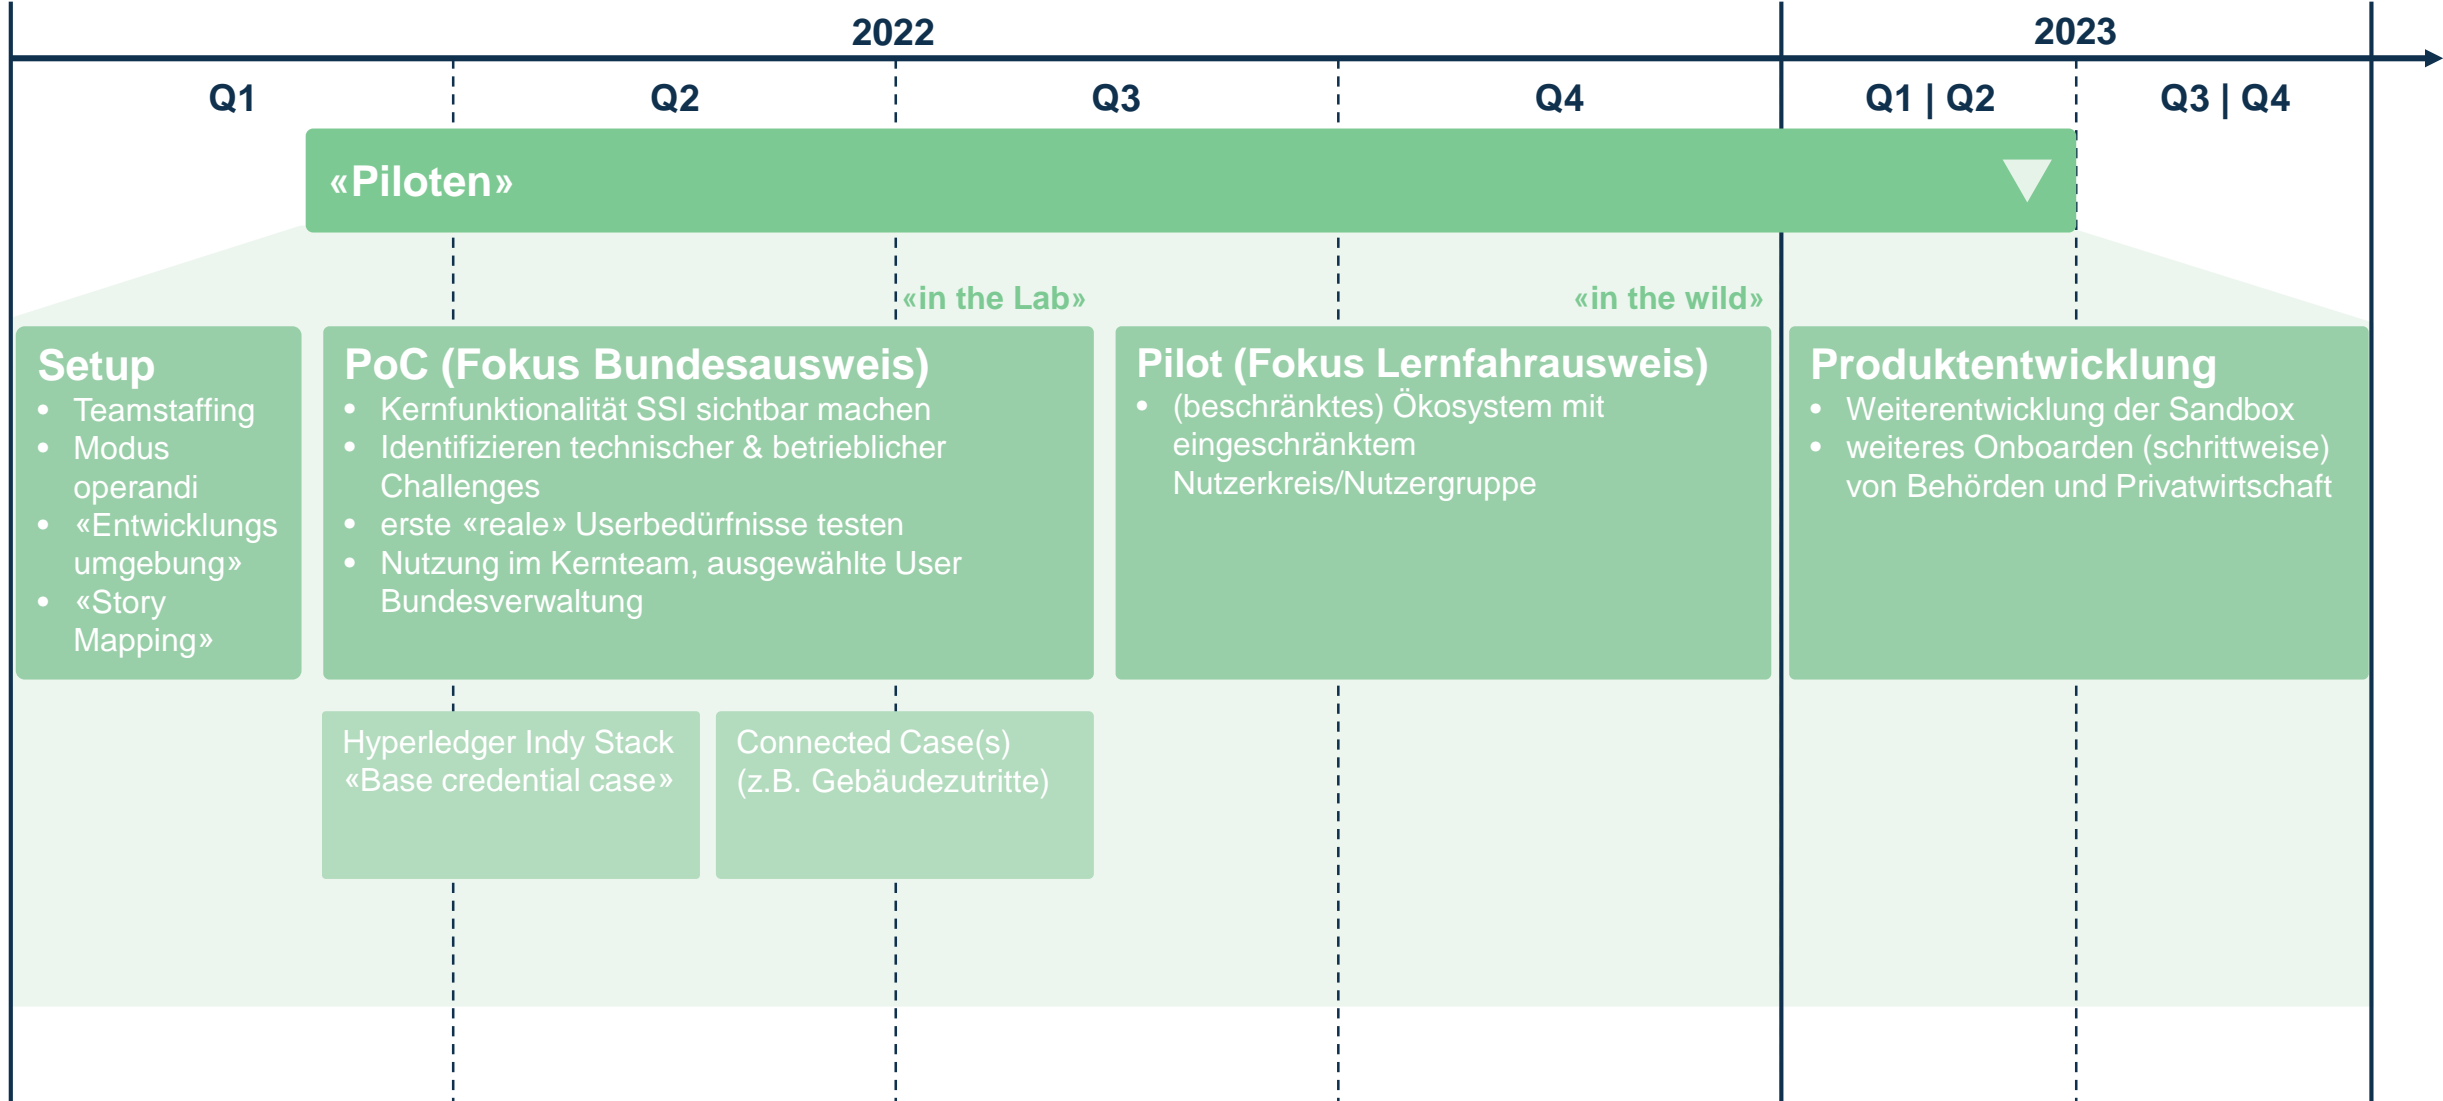 2022
2023
Q1
Q2
Q3
Q4
Q1 | Q2
Q3 | Q4
«Piloten»
«in the Lab»
«in the wild»
Setup
• Teamstaffing
• Modus
operandi
• «Entwicklungs
umgebung»
• «Story
Mapping»
PoC (Fokus Bundesausweis)
• Kernfunktionalität SSI sichtbar machen
• Identifizieren technischer & betrieblicher
Challenges
• erste «reale» Userbedürfnisse testen
• Nutzung im Kernteam, ausgewählte User
Bundesverwaltung
Pilot (Fokus Lernfahrausweis)
• (beschränktes) Ökosystem mit
eingeschränktem
Nutzerkreis/Nutzergruppe
Produktentwicklung
• Weiterentwicklung der Sandbox
• weiteres Onboarden (schrittweise)
von Behörden und Privatwirtschaft
Hyperledger Indy Stack
«Base credential case»
Connected Case(s)
(z.B. Gebäudezutritte)